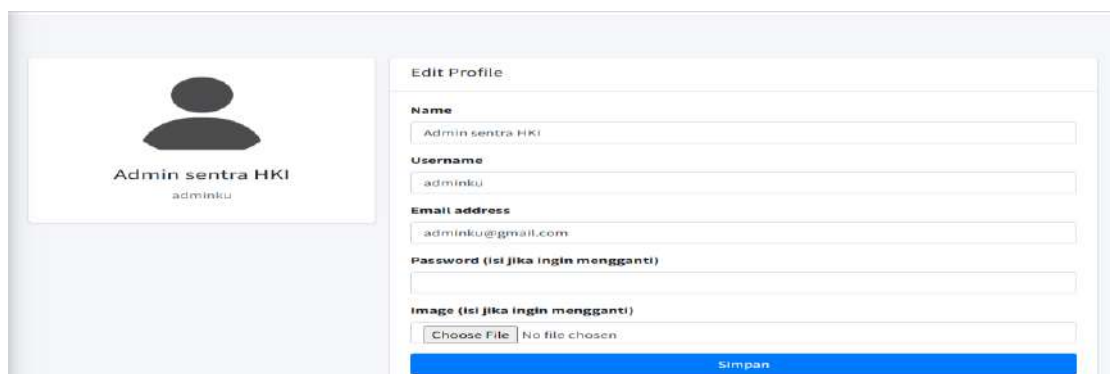 Admin sentra HKI
adminku
Edit Profile
Name
Admin sentra HKI
Username
adminku
Email address
adminku@gmail.com
Password (isi jika ingin mengganti)
Image (isi jika ingin mengganti)
Choose File No file chosen
Simpan